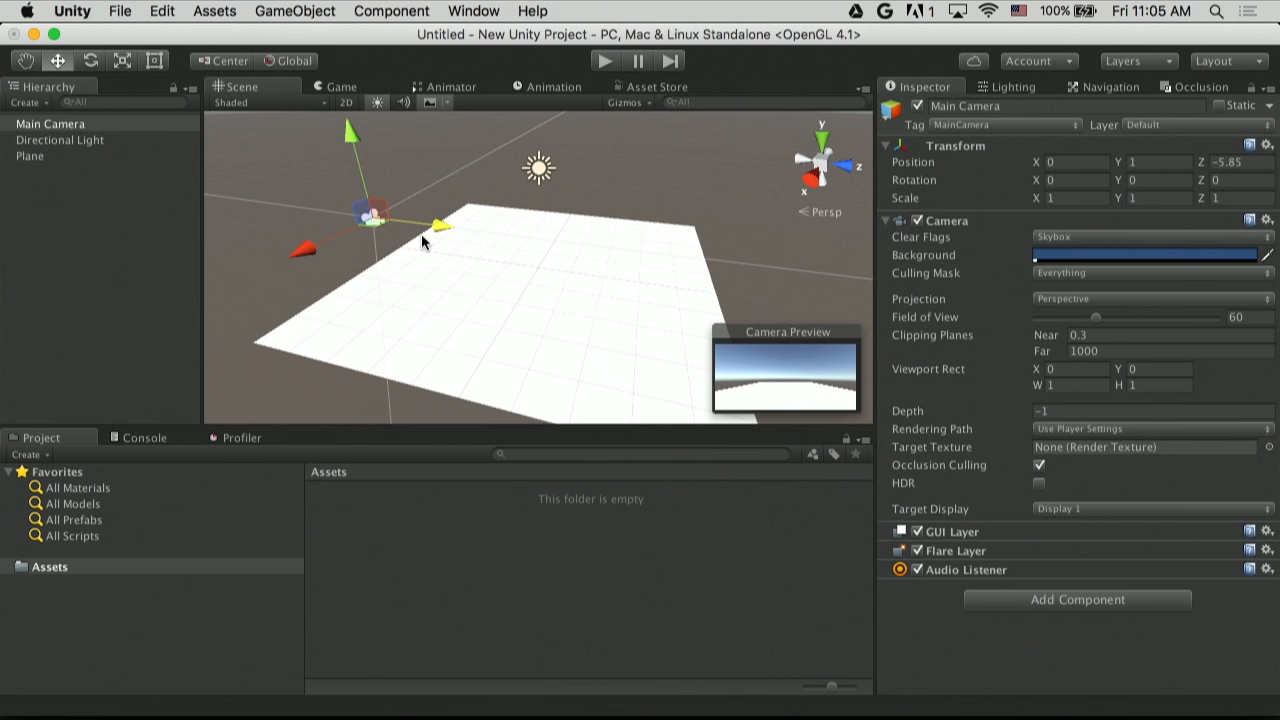 Unity File Edit Assets GameObject Component Window Help 1 100% Fri 11:05 AM
Untitled - New Unity Project - PC, Mac & Linux Standalone <OpenGL 4.1>
Center Global Account Layers Layout
Hierarchy
Create All
Main Camera
Directional Light
Plane
Scene Game Animator Animation Asset Store
Shaded 2D Gizmos All
y
z
x
Persp
Camera Preview
Inspector Lighting Navigation Occlusion
Main Camera Static
Tag MainCamera Layer Default
Transform
Position X 0 Y 1 Z -5.85
Rotation X 0 Y 0 Z 0
Scale X 1 Y 1 Z 1
Camera
Clear Flags Skybox
Background
Culling Mask Everything
Projection Perspective
Field of View 60
Clipping Planes Near 0.3
Far 1000
Viewport Rect X 0 Y 0
W 1 H 1
Depth -1
Rendering Path Use Player Settings
Target Texture None (Render Texture)
Occlusion Culling
HDR
Target Display Display 1
GUI Layer
Flare Layer
Audio Listener
Add Component
Project Console Profiler
Create
Favorites
All Materials
All Models
All Prefabs
All Scripts
Assets
Assets
This folder is empty